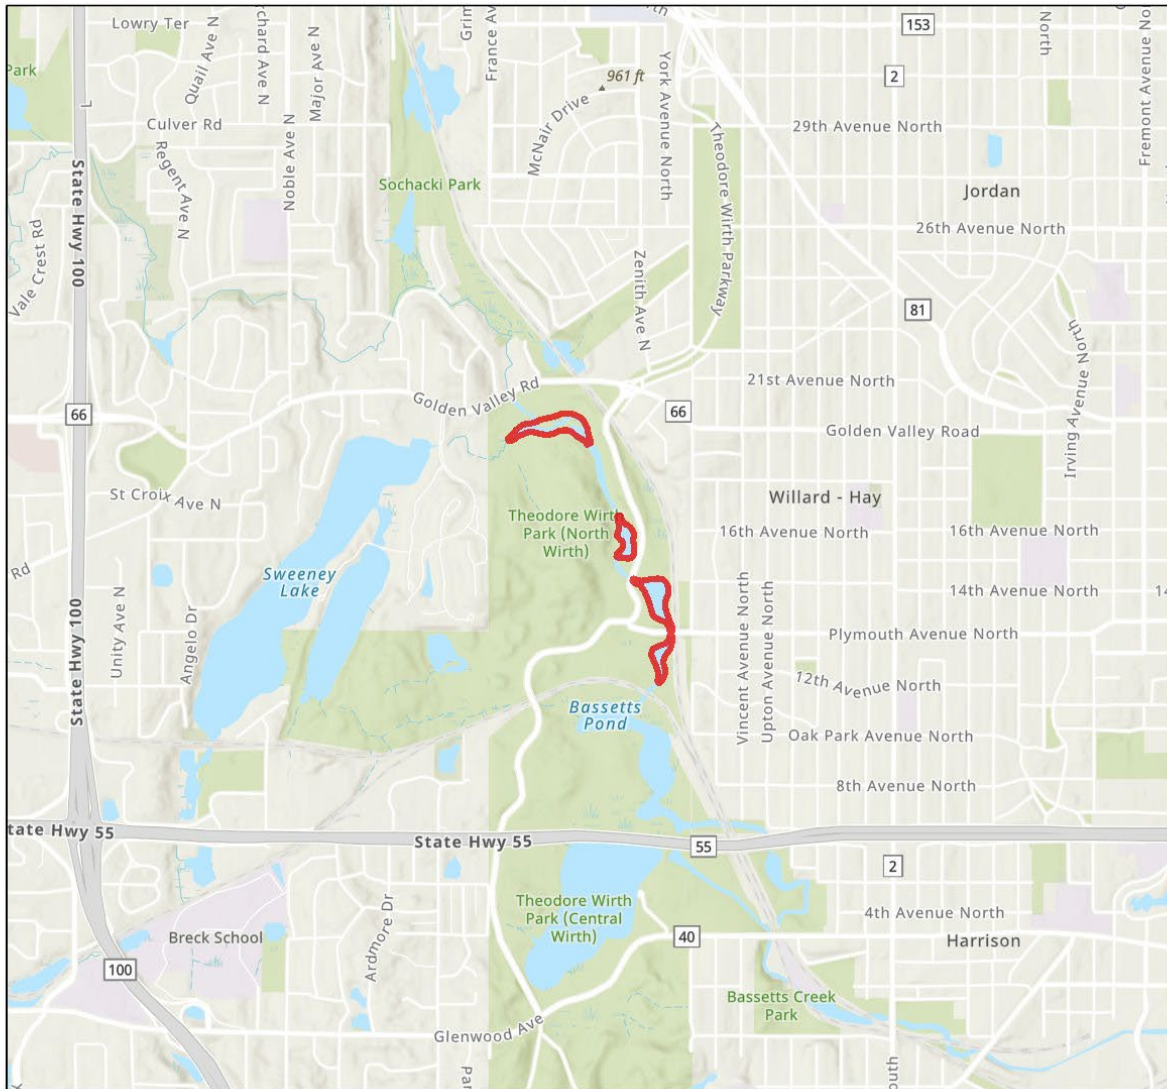 Lowry Ter
Quail Ave N
Major Ave N
France Av
153
Park
961 ft
2
York Avenue North
Fremont Avenue No
McNair Drive
Culver Rd
29th Avenue North
Regent Ave N
Noble Ave N
Theodore Wirth Parkway
State Hwy 100
Sochacki Park
Jordan
26th Avenue North
Vale Crest Rd
Zenith Ave N
81
Irving Avenue North
21st Avenue North
Golden Valley Rd
66
66
Golden Valley Road
St Croix Ave N
Willard - Hay
Theodore Wirth
Park (North
Wirth)
16th Avenue North
16th Avenue North
Rd
Sweeney
Lake
14th Avenue North
14
Unity Ave N
Angelo Dr
State Hwy 100
Vincent Avenue North
Upton Avenue North
Plymouth Avenue North
12th Avenue North
Bassetts
Pond
Oak Park Avenue North
8th Avenue North
tate Hwy 55
State Hwy 55
55
2
Theodore Wirth
Park (Central
Wirth)
4th Avenue North
Ardmore Dr
Breck School
40
Harrison
100
Bassetts Creek
Park
Glenwood Ave